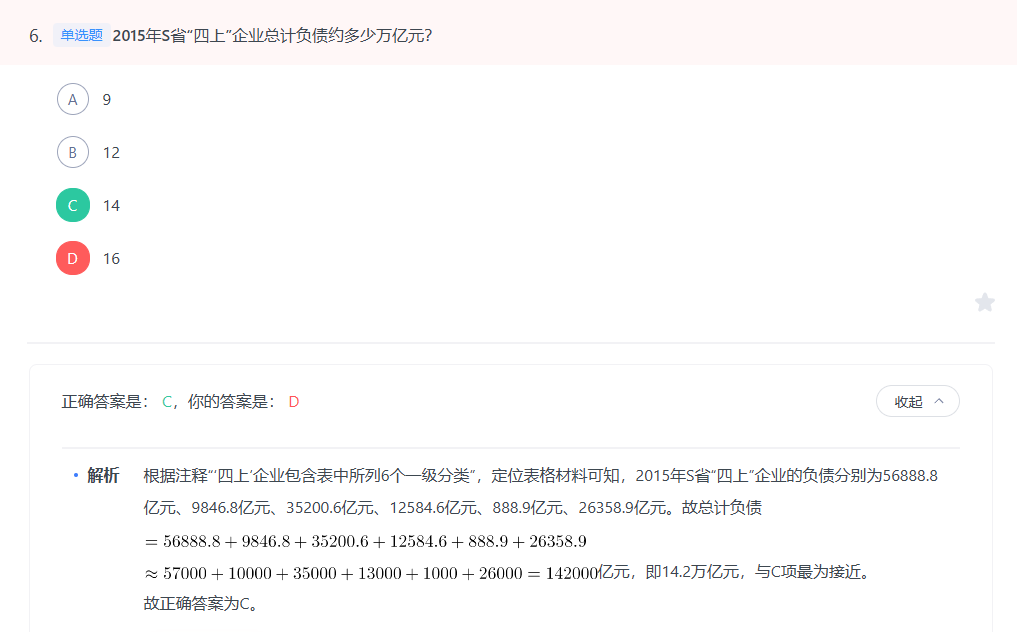 6. 单选题 2015年S省“四上”企业总计负债约多少万亿元?
A 9
B 12
C 14
D 16
正确答案是： C，你的答案是： D
收起
解析 根据注释“‘四上’企业包含表中所列6个一级分类”，定位表格材料可知，2015年S省“四上”企业的负债分别为56888.8
亿元、9846.8亿元、35200.6亿元、12584.6亿元、888.9亿元、26358.9亿元。故总计负债
= 56888.8 + 9846.8 + 35200.6 + 12584.6 + 888.9 + 26358.9
≈ 57000 + 10000 + 35000 + 13000 + 1000 + 26000 = 142000亿元，即14.2万亿元，与C项最为接近。
故正确答案为C。